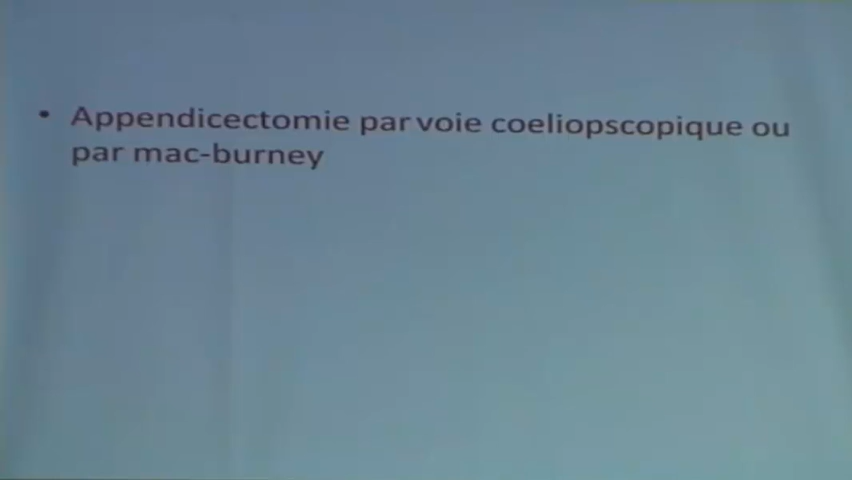 • Appendicectomie par voie coeliopscopique ou
par mac-burney